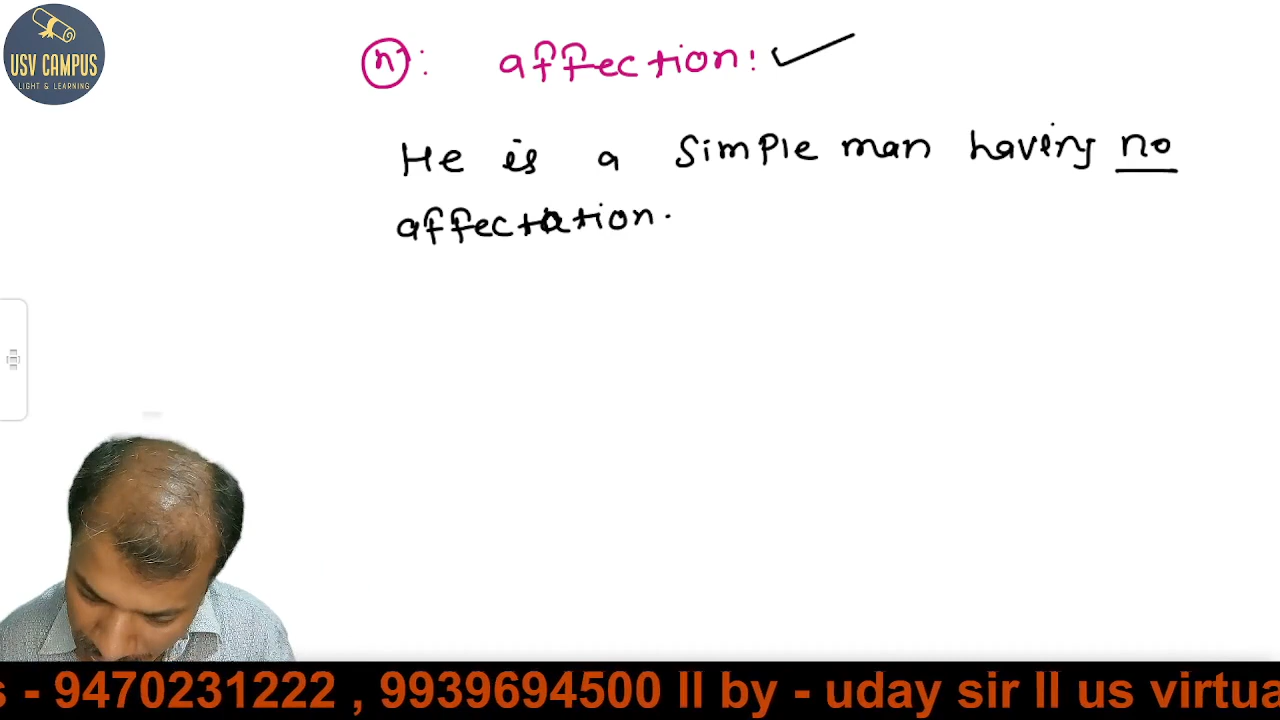 USV CAMPUS
LIGHT & LEARNING
n : affection :
He is a simple man having no
affectation.
s - 9470231222 , 9939694500 ll by - uday sir ll us virtua